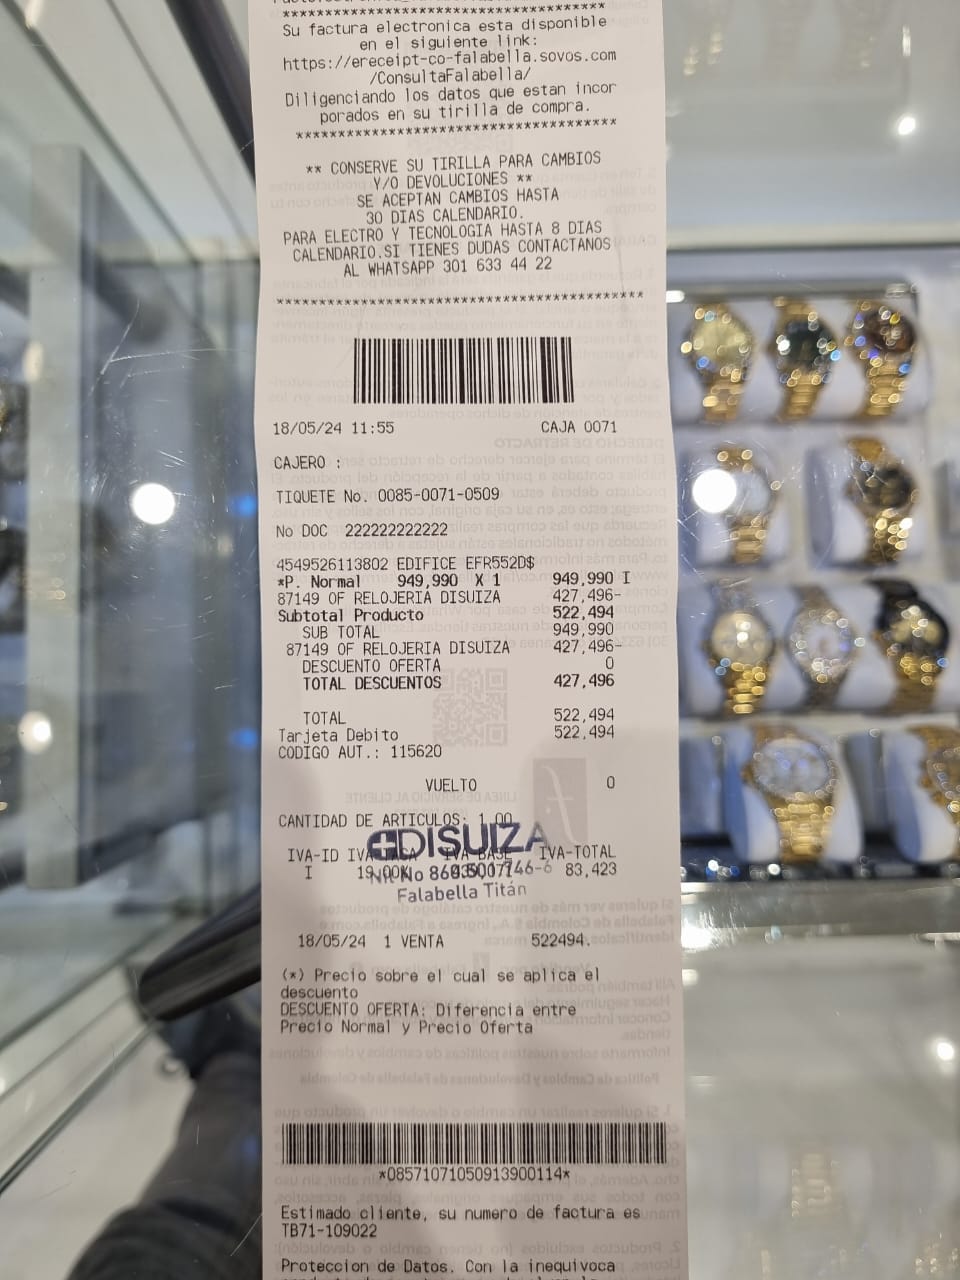 ***************************************
Su factura electronica esta disponible
en el siguiente link:
https://ereceipt-co-falabella.sovos.com
/ConsultaFalabella/
Diligenciando los datos que estan incor
porados en su tirilla de compra.
***************************************
** CONSERVE SU TIRILLA PARA CAMBIOS
Y/O DEVOLUCIONES **
SE ACEPTAN CAMBIOS HASTA
30 DIAS CALENDARIO.
PARA ELECTRO Y TECNOLOGIA HASTA 8 DIAS
CALENDARIO.SI TIENES DUDAS CONTACTANOS
AL WHATSAPP 301 633 44 22
********************************************
18/05/24 11:55 CAJA 0071
CAJERO :
TIQUETE No. 0085-0071-0509
No DOC 222222222222
4549526113802 EDIFICE EFR552D$
*P. Normal 949,990 X 1 949,990 I
87149 OF RELOJERIA DISUIZA 427,496-
Subtotal Producto 522,494
SUB TOTAL 949,990
87149 OF RELOJERIA DISUIZA 427,496-
DESCUENTO OFERTA 0
TOTAL DESCUENTOS 427,496
TOTAL 522,494
Tarjeta Debito 522,494
CODIGO AUT.: 115620
VUELTO 0
CANTIDAD DE ARTICULOS: 1.00
DISUIZA
IVA-ID IVA-TASA IVA-BASE IVA-TOTAL
I 83,423
Falabella Titán
18/05/24 1 VENTA 522494.
(*) Precio sobre el cual se aplica el
descuento
DESCUENTO OFERTA: Diferencia entre
Precio Normal y Precio Oferta
*08571071050913900114*
Estimado cliente, su numero de factura es
TB71-109022
Proteccion de Datos. Con la inequivoca